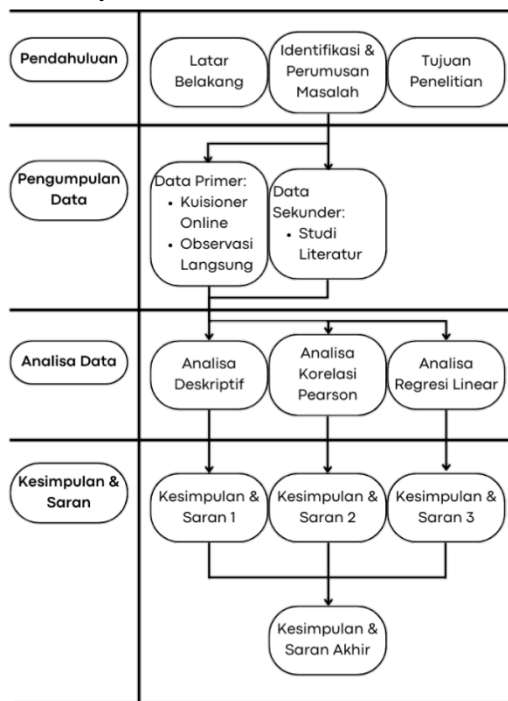 Pendahuluan
Latar
Belakang
Identifikasi &
Perumusan
Masalah
Tujuan
Penelitian
Pengumpulan
Data
Data Primer:
• Kuisioner
Online
• Observasi
Langsung
Data
Sekunder:
• Studi
Literatur
Analisa Data
Analisa
Deskriptif
Analisa
Korelasi
Pearson
Analisa
Regresi Linear
Kesimpulan &
Saran
Kesimpulan &
Saran 1
Kesimpulan &
Saran 2
Kesimpulan &
Saran 3
Kesimpulan &
Saran Akhir